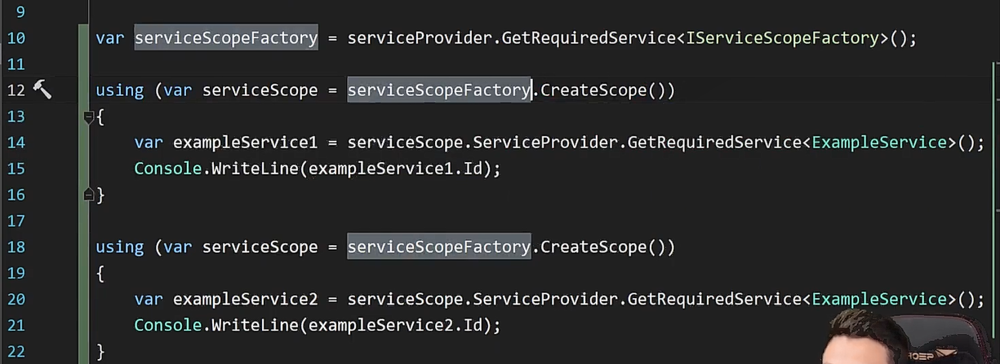 9
10 var serviceScopeFactory = serviceProvider.GetRequiredService<IServiceScopeFactory>();
11
12 using (var serviceScope = serviceScopeFactory.CreateScope())
13 {
14 var exampleService1 = serviceScope.ServiceProvider.GetRequiredService<ExampleService>();
15 Console.WriteLine(exampleService1.Id);
16 }
17
18 using (var serviceScope = serviceScopeFactory.CreateScope())
19 {
20 var exampleService2 = serviceScope.ServiceProvider.GetRequiredService<ExampleService>();
21 Console.WriteLine(exampleService2.Id);
22 }